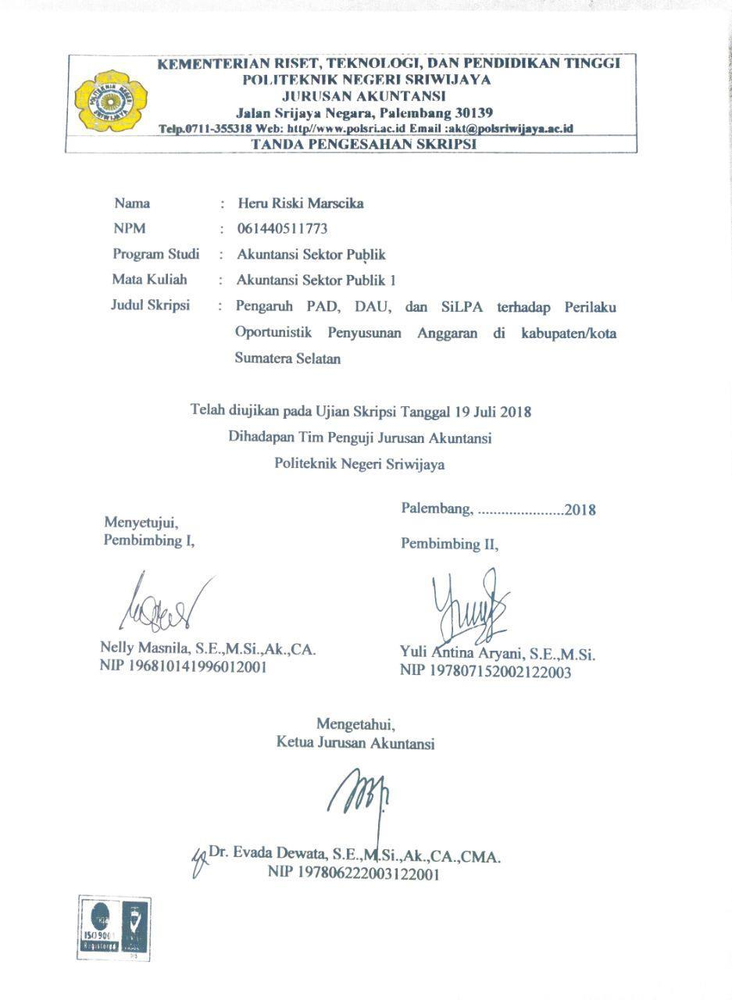 KEMENTERIAN RISET, TEKNOLOGI, DAN PENDIDIKAN TINGGI
POLITEKNIK NEGERI SRIWIJAYA
JURUSAN AKUNTANSI
Jalan Srijaya Negara, Palembang 30139
Telp.0711-355318 Web: http//www.polsri.ac.id Email :akt@polsriwijaya.ac.id
TANDA PENGESAHAN SKRIPSI
POLITEKNIK NEGERI SRIWIJAYA
Nama : Heru Riski Marscika
NPM : 061440511773
Program Studi : Akuntansi Sektor Publik
Mata Kuliah : Akuntansi Sektor Publik 1
Judul Skripsi : Pengaruh PAD, DAU, dan SiLPA terhadap Perilaku
Oportunistik Penyusunan Anggaran di kabupaten/kota
Sumatera Selatan
Telah diujikan pada Ujian Skripsi Tanggal 19 Juli 2018
Dihadapan Tim Penguji Jurusan Akuntansi
Politeknik Negeri Sriwijaya
Palembang, ......................2018
Menyetujui,
Pembimbing I,
Pembimbing II,
Nelly Masnila, S.E.,M.Si.,Ak.,CA.
NIP 196810141996012001
Yuli Antina Aryani, S.E.,M.Si.
NIP 197807152002122003
Mengetahui,
Ketua Jurusan Akuntansi
Dr. Evada Dewata, S.E.,M.Si.,Ak.,CA.,CMA.
NIP 197806222003122001
ISO 9001
Registered